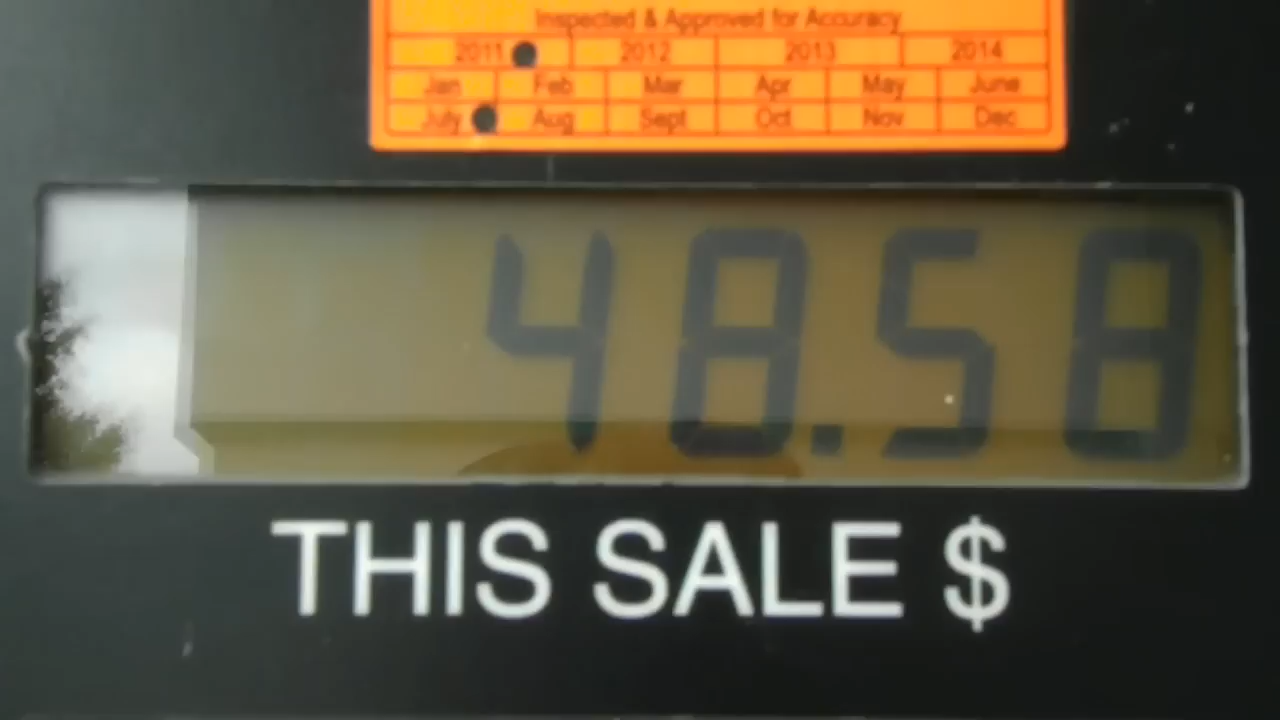 Inspected & Approved for Accuracy
2011 2012 2013 2014
Jan Feb Mar Apr May June
July Aug Sept Oct Nov Dec
48.58
THIS SALE $